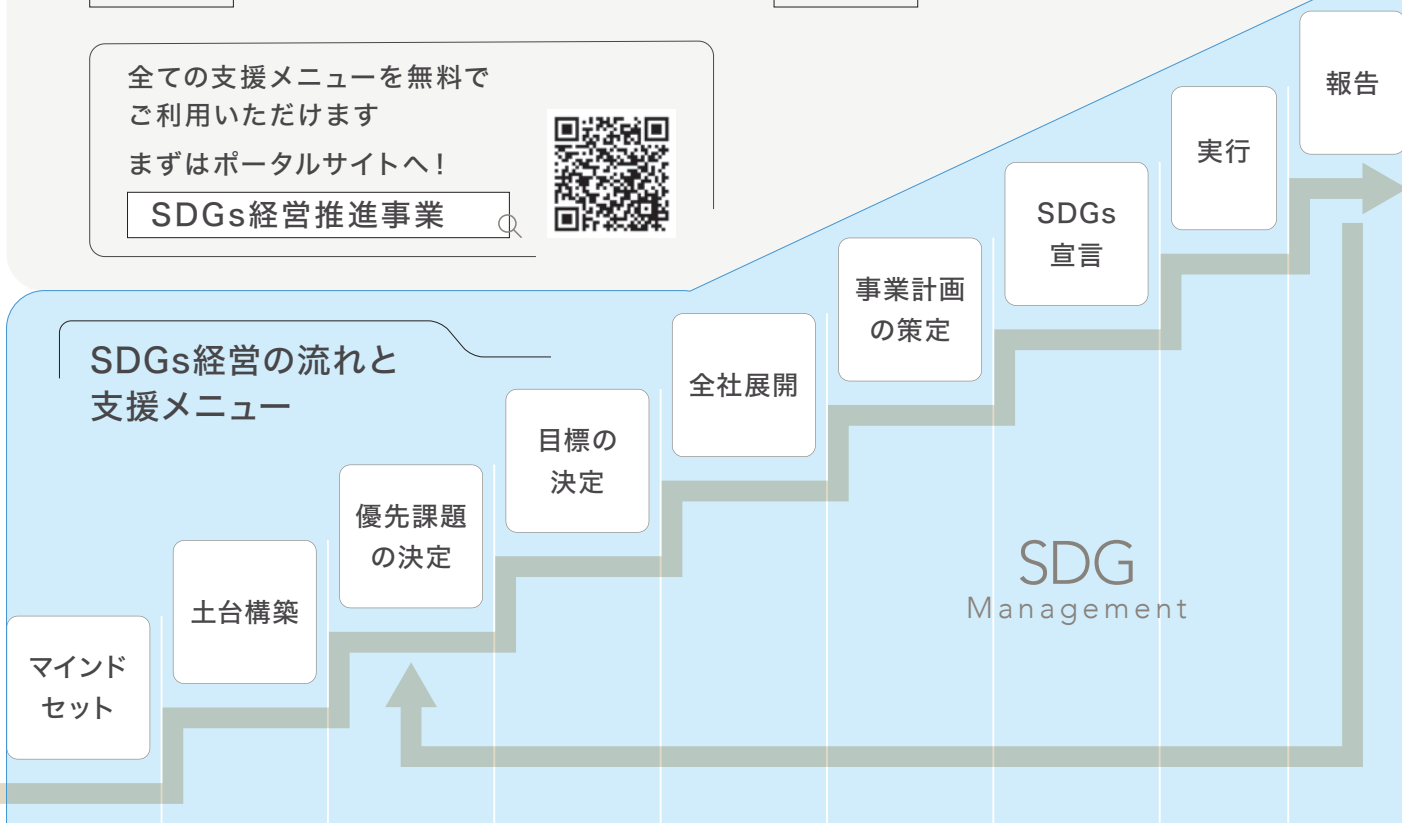 全ての支援メニューを無料で
ご利用いただけます
まずはポータルサイトへ！
SDGs経営推進事業
SDGs経営の流れと
支援メニュー
マインド
セット
土台構築
優先課題
の決定
目標の
決定
全社展開
事業計画
の策定
SDGs
宣言
実行
報告
SDG
Management